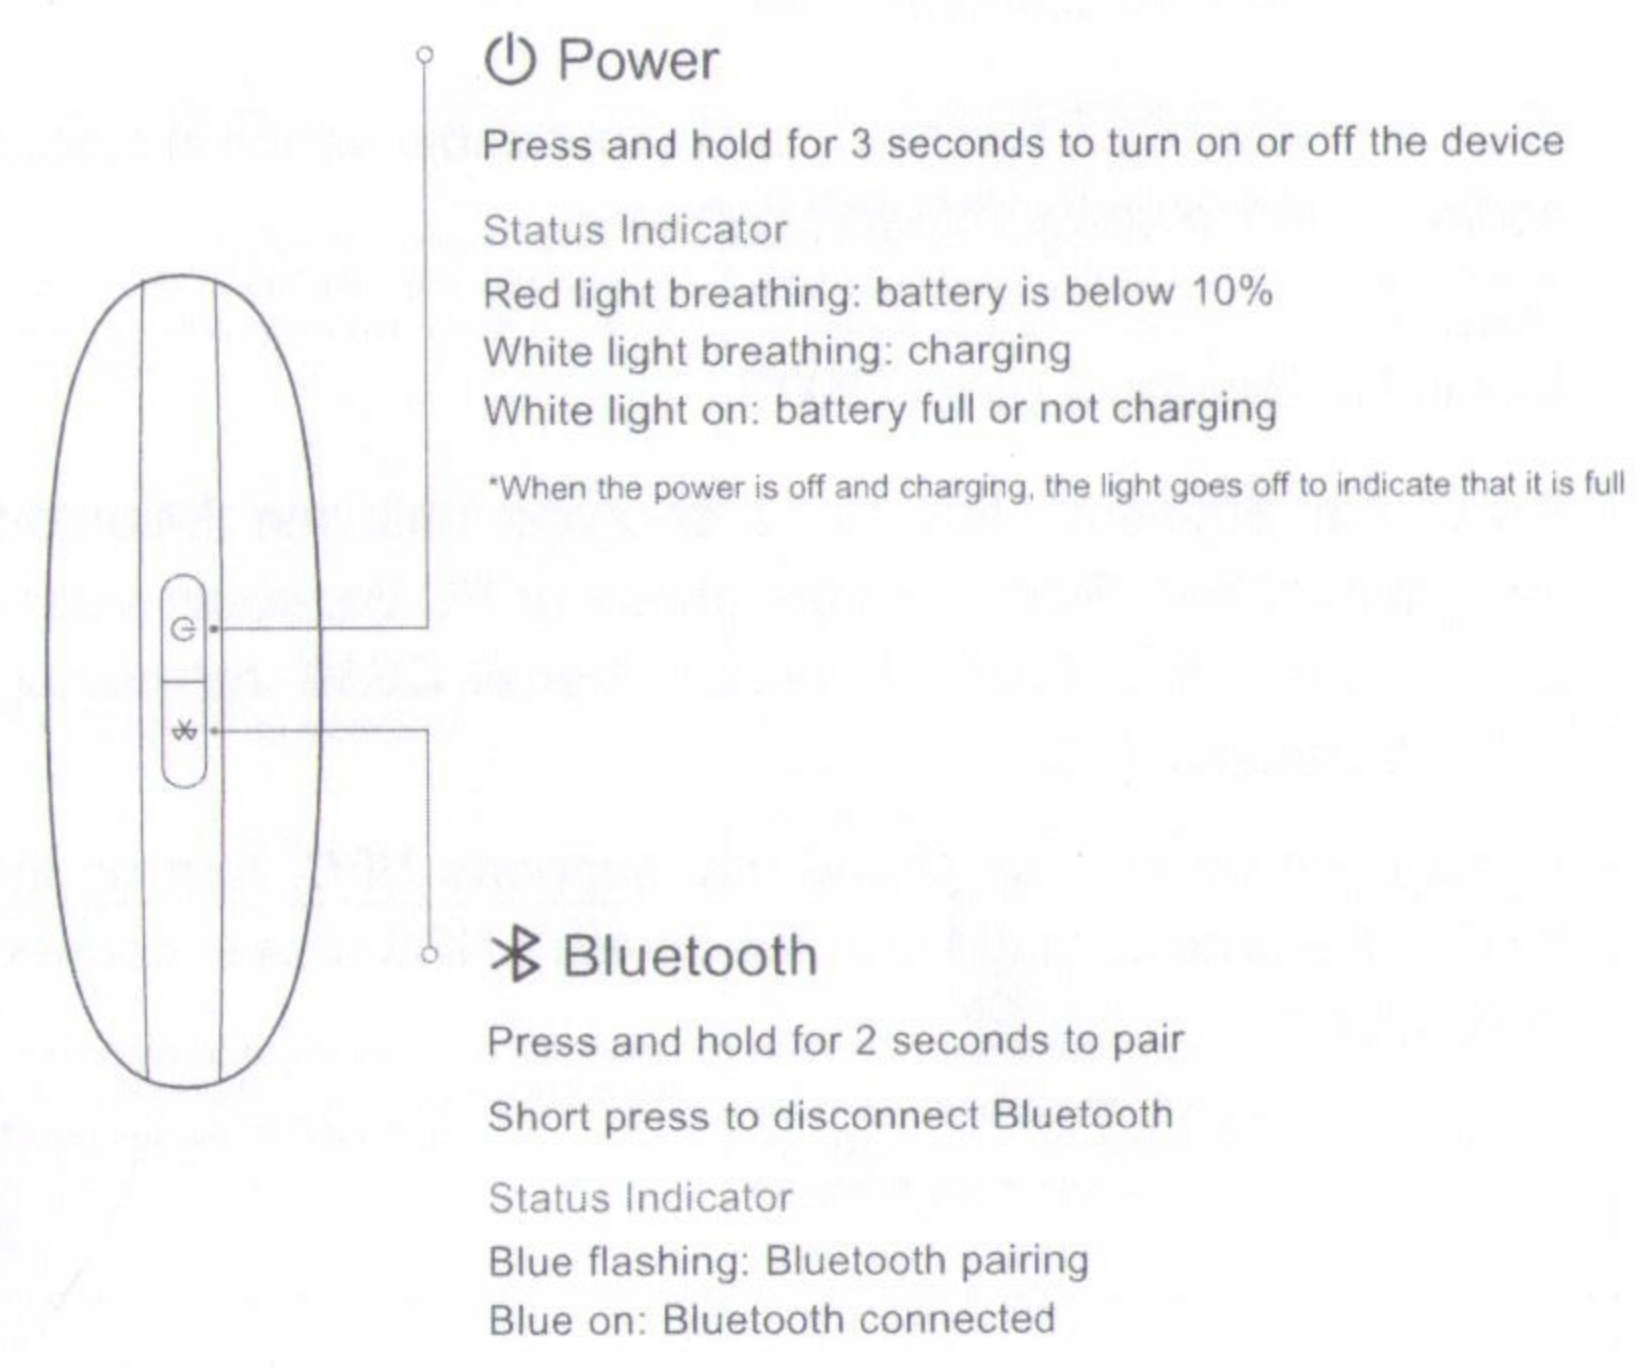 Power
Press and hold for 3 seconds to turn on or off the device
Status Indicator
Red light breathing: battery is below 10%
White light breathing: charging
White light on: battery full or not charging
*When the power is off and charging, the light goes off to indicate that it is full
Bluetooth
Press and hold for 2 seconds to pair
Short press to disconnect Bluetooth
Status Indicator
Blue flashing: Bluetooth pairing
Blue on: Bluetooth connected